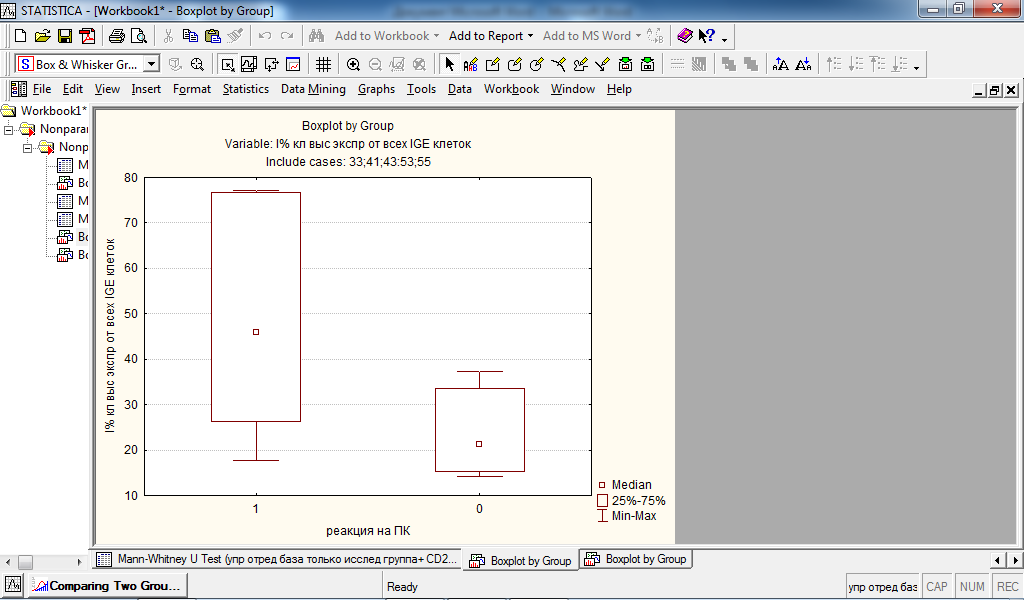 STATISTICA - [Workbook1* - Boxplot by Group]
Add to Workbook Add to Report Add to MS Word
Box & Whisker Gr...
File Edit View Insert Format Statistics Data Mining Graphs Tools Data Workbook Window Help
Workbook1*
Nonparar
Nonp
M
Bo
M
M
Bo
Bo
Boxplot by Group
Variable: I% кл выс экспр от всех IGE клеток
Include cases: 33;41;43:53;55
I% кл выс экспр от всех IGE клеток
80
70
60
50
40
30
20
10
1 0
реакция на ПК
Median
25%-75%
Min-Max
Mann-Whitney U Test (упр отред база только исслед группа+ CD2... Boxplot by Group Boxplot by Group
Comparing Two Grou... Ready упр отред баз CAP NUM REC